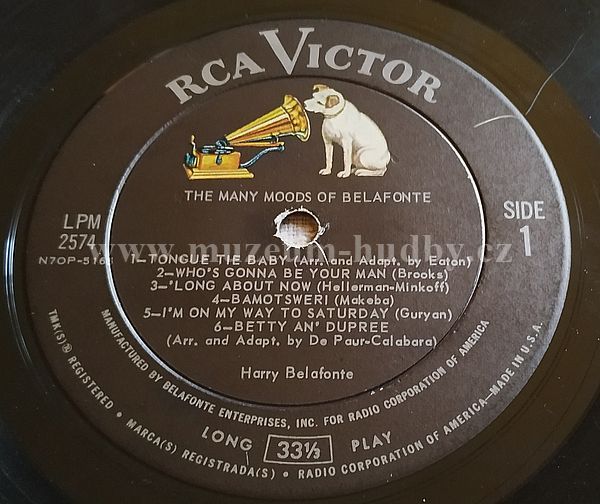 RCA VICTOR
THE MANY MOODS OF BELAFONTE
LPM
2574
N7OP-5161
SIDE
1
www.muzeum-hudby.cz
1-TONGUE TIE BABY (Arr. and Adapt. by Eaton)
2-WHO'S GONNA BE YOUR MAN (Brooks)
3-'LONG ABOUT NOW (Hellerman-Minkoff)
4-BAMOTSWERI (Makeba)
5-I'M ON MY WAY TO SATURDAY (Guryan)
6-BETTY AN' DUPREE
(Arr. and Adapt. by De Paur-Calabara)
Harry Belafonte
MANUFACTURED BY BELAFONTE ENTERPRISES, INC. FOR RADIO CORPORATION OF AMERICA
LONG 33⅓ PLAY
TMK(S)® REGISTERED • MARCA(S) REGISTRADA(S) • RADIO CORPORATION OF AMERICA—MADE IN U.S.A.